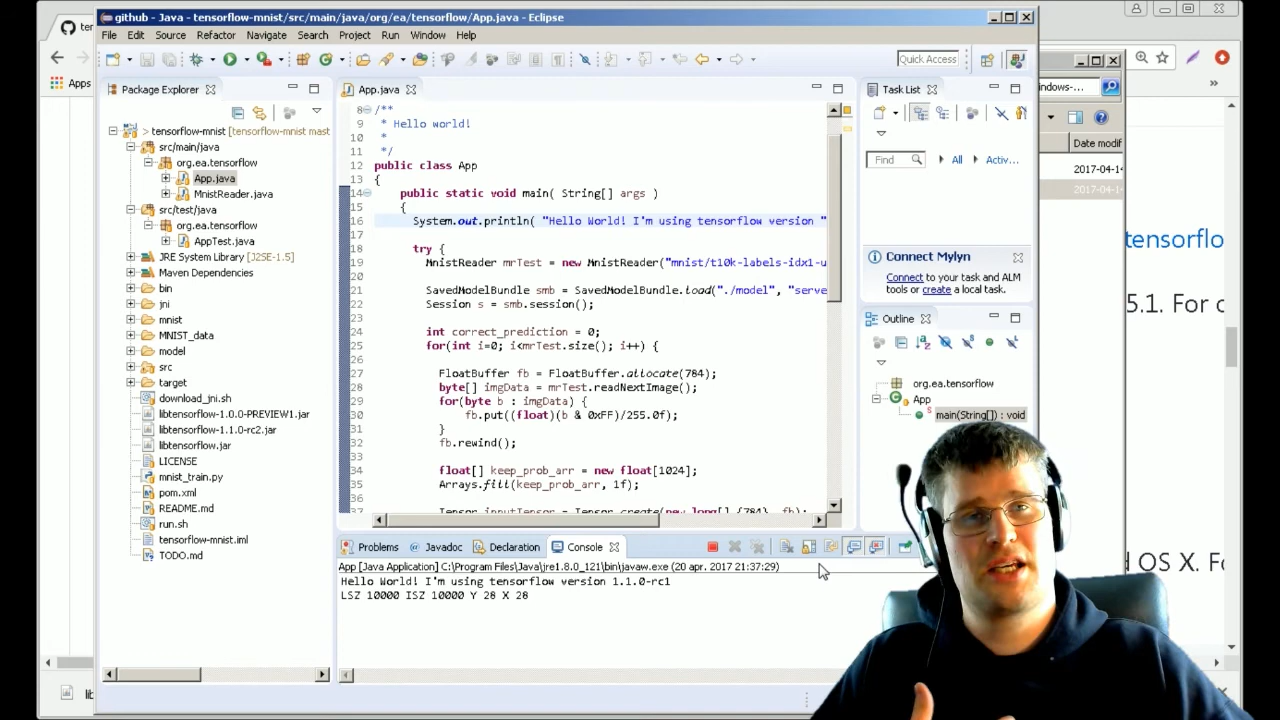 github - Java - tensorflow-mnist/src/main/java/org/ea/tensorflow/App.java - Eclipse
File Edit Source Refactor Navigate Search Project Run Window Help
Apps
Quick Access
indows-...
Package Explorer
App.java
Task List
tensorflow-mnist [tensorflow-mnist mast
src/main/java
org.ea.tensorflow
App.java
MnistReader.java
src/test/java
org.ea.tensorflow
AppTest.java
JRE System Library [J2SE-1.5]
Maven Dependencies
bin
jni
mnist
MNIST_data
model
src
target
download_jni.sh
libtensorflow-1.0.0-PREVIEW1.jar
libtensorflow-1.1.0-rc2.jar
libtensorflow.jar
LICENSE
mnist_train.py
pom.xml
README.md
run.sh
tensorflow-mnist.iml
TODO.md
8 /**
9 * Hello world!
10 *
11 */
12 public class App
13 {
14 public static void main( String[] args )
15 {
16 System.out.println( "Hello World! I'm using tensorflow version "
17
18 try {
19 MnistReader mrTest = new MnistReader("mnist/t10k-labels-idx1-u
20
21 SavedModelBundle smb = SavedModelBundle.load("./model", "serve
22 Session s = smb.session();
23
24 int correct_prediction = 0;
25 for(int i=0; i<mrTest.size(); i++) {
26
27 FloatBuffer fb = FloatBuffer.allocate(784);
28 byte[] imgData = mrTest.readNextImage();
29 for(byte b : imgData) {
30 fb.put((float)(b & 0xFF)/255.0f);
31 }
32 fb.rewind();
33
34 float[] keep_prob_arr = new float[1024];
35 Arrays.fill(keep_prob_arr, 1f);
36
37 Tensor inputTensor = Tensor.create(new long[] {784}, fb);
Find All Activ...
Connect Mylyn
Connect to your task and ALM
tools or create a local task.
Outline
org.ea.tensorflow
App
main(String[]) : void
Date modif
2017-04-14
2017-04-14
tensorflo
5.1. For o
d OS X. Fo
Problems Javadoc Declaration Console
App [Java Application] C:\Program Files\Java\jre1.8.0_121\bin\javaw.exe (20 apr. 2017 21:37:29)
Hello World! I'm using tensorflow version 1.1.0-rc1
LSZ 10000 ISZ 10000 Y 28 X 28